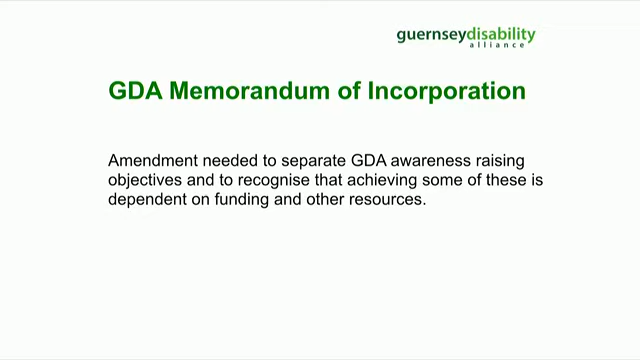 guernseydisability
alliance
GDA Memorandum of Incorporation
Amendment needed to separate GDA awareness raising
objectives and to recognise that achieving some of these is
dependent on funding and other resources.